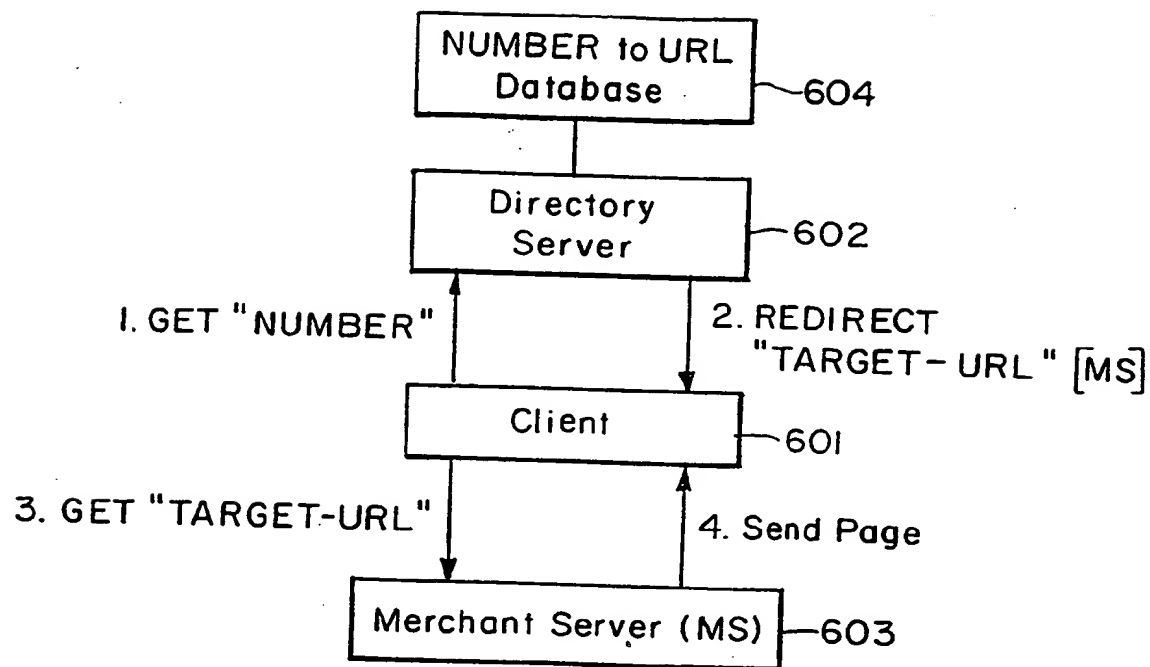 NUMBER to URL
Database
604
Directory
Server
602
1. GET "NUMBER"
2. REDIRECT
"TARGET-URL" [MS]
Client
601
3. GET "TARGET-URL"
4. Send Page
Merchant Server (MS)
603